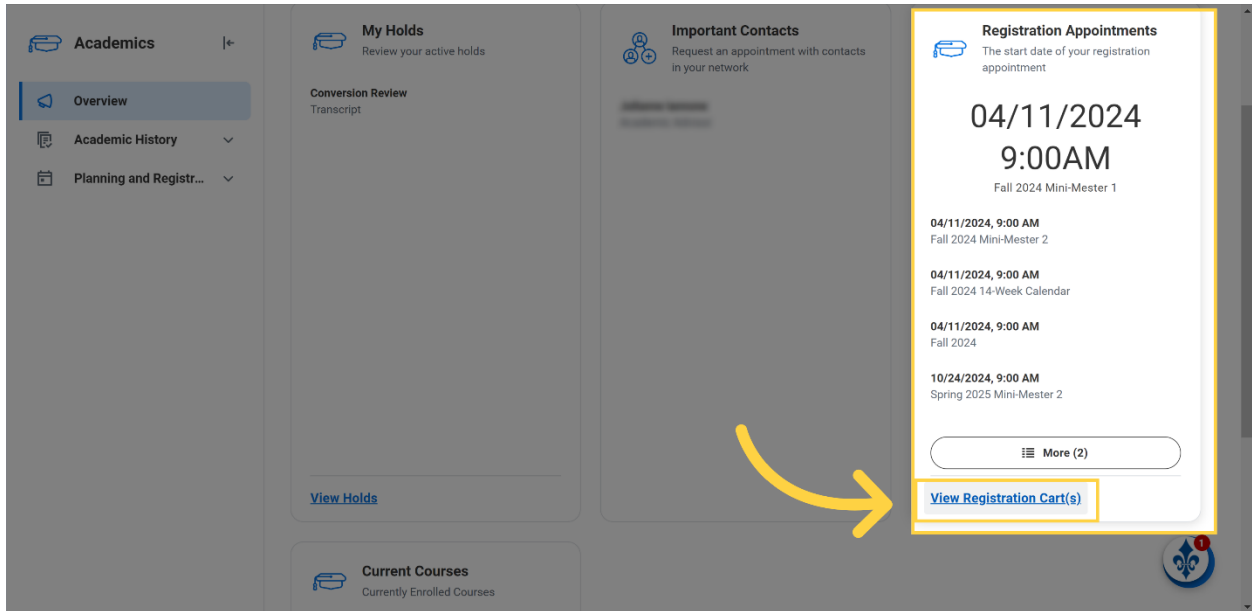 Academics
Overview
Academic History
Planning and Registr...
My Holds
Review your active holds
Conversion Review
Transcript
View Holds
Important Contacts
Request an appointment with contacts
in your network
Registration Appointments
The start date of your registration
appointment
04/11/2024
9:00AM
Fall 2024 Mini-Mester 1
04/11/2024, 9:00 AM
Fall 2024 Mini-Mester 2
04/11/2024, 9:00 AM
Fall 2024 14-Week Calendar
04/11/2024, 9:00 AM
Fall 2024
10/24/2024, 9:00 AM
Spring 2025 Mini-Mester 2
More (2)
View Registration Cart(s)
Current Courses
Currently Enrolled Courses
1